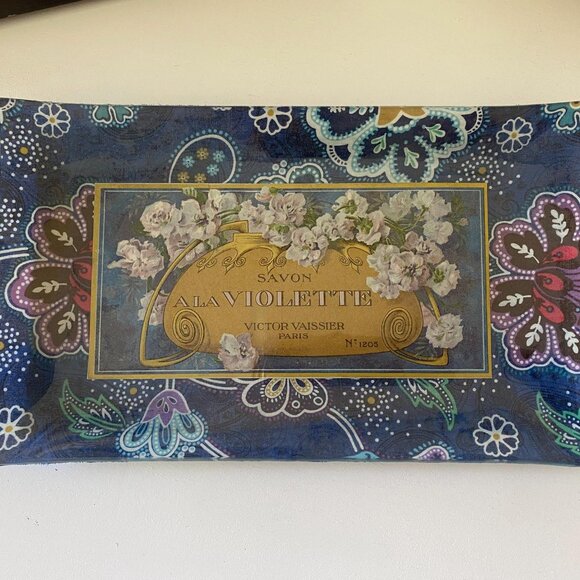 SAVON
A LA VIOLETTE
VICTOR VAISSIER
PARIS
N° 1205